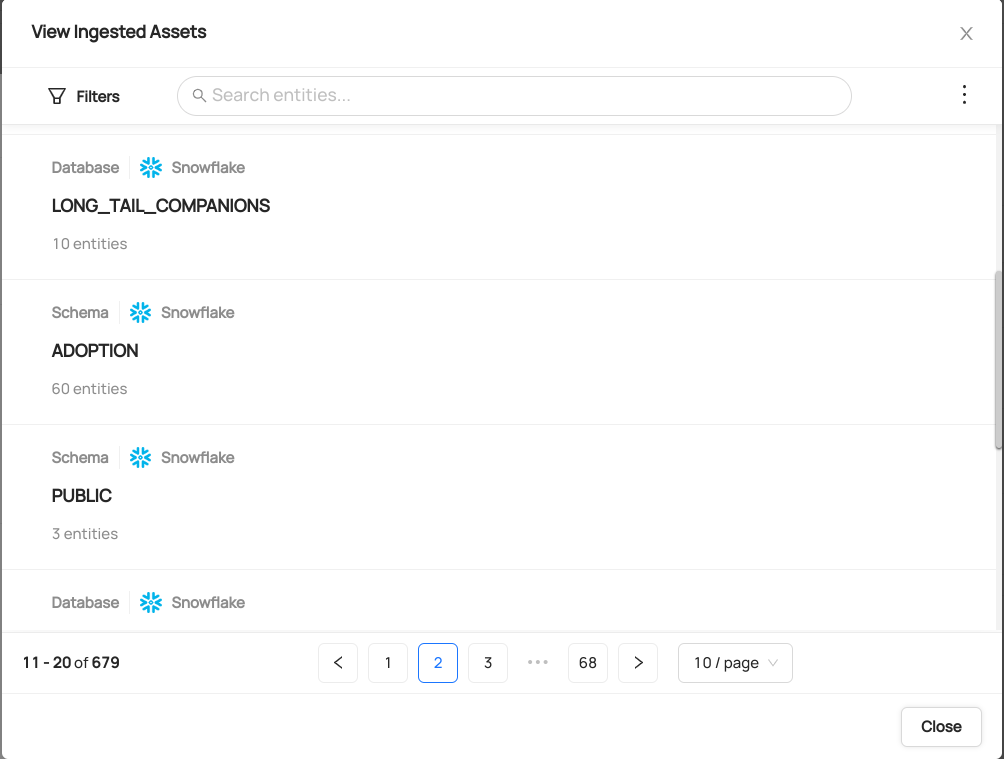 View Ingested Assets
Filters
Search entities...
Database
Snowflake
LONG_TAIL_COMPANIONS
10 entities
Schema
Snowflake
ADOPTION
60 entities
Schema
Snowflake
PUBLIC
3 entities
Database
Snowflake
11 - 20 of 679
1
2
3
•••
68
10 / page
Close